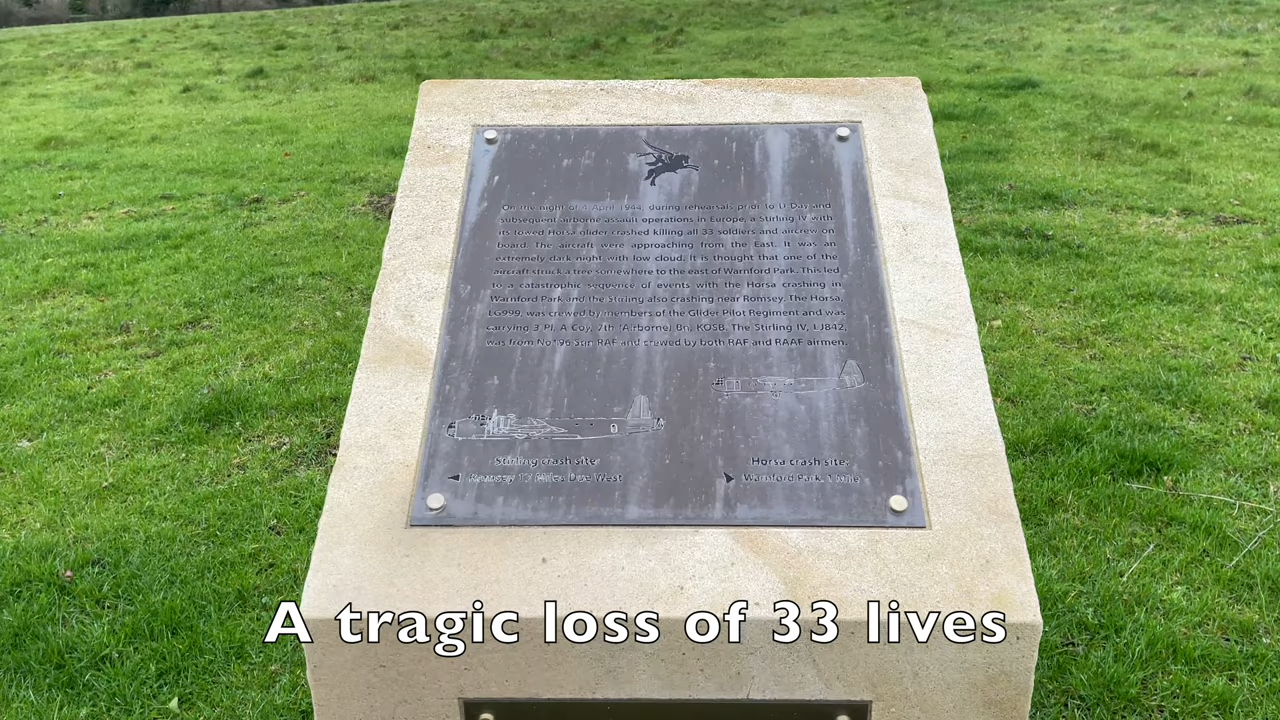 On the night of 4 April 1944, during rehearsals prior to D Day and
subsequent airborne assault operations in Europe, a Stirling IV with
its towed Horsa glider crashed killing all 33 soldiers and aircrew on
board. The aircraft were approaching from the East. It was an
extremely dark night with low cloud. It is thought that one of the
aircraft struck a tree somewhere to the east of Warnford Park. This led
to a catastrophic sequence of events with the Horsa crashing in
Warnford Park and the Stirling also crashing near Romsey. The Horsa,
LG999, was crewed by members of the Glider Pilot Regiment and was
carrying 3 Pl, A Coy, 7th (Airborne) Bn, KOSB. The Stirling IV, LJ842,
was from No 196 Sqn RAF and crewed by both RAF and RAAF airmen.
Stirling crash site:
Romsey Miles Due West
Horsa crash site:
Warnford Park 1 Mile
A tragic loss of 33 lives